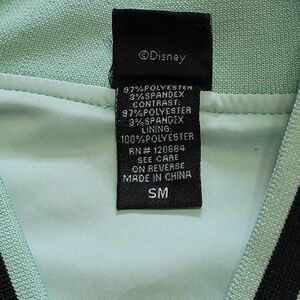 ©Disney
97%POLYESTER
3%SPANDEX
CONTRAST:
97%POLYESTER
3%SPANDEX
LINING:
100%POLYESTER
RN# 120684
SEE CARE
ON REVERSE
MADE IN CHINA
SM